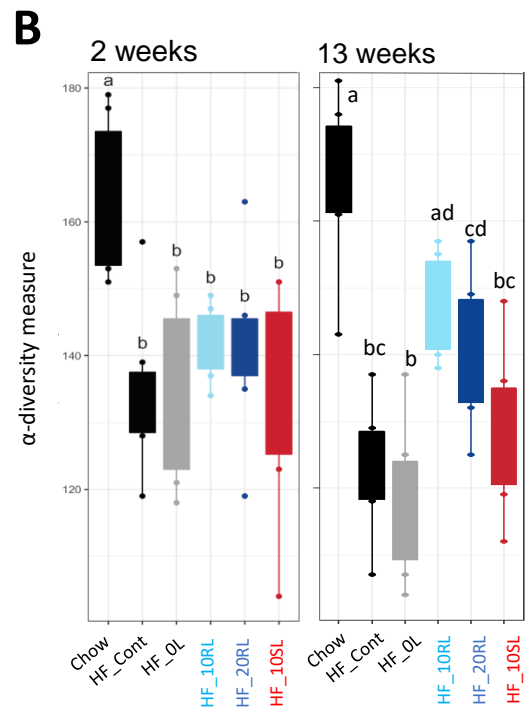 B
2 weeks
13 weeks
α-diversity measure
180
160
140
120
a
b
b
b
b
b
a
bc
b
ad
cd
bc
Chow
HF_Cont
HF_0L
HF_10RL
HF_20RL
HF_10SL
Chow
HF_Cont
HF_0L
HF_10RL
HF_20RL
HF_10SL